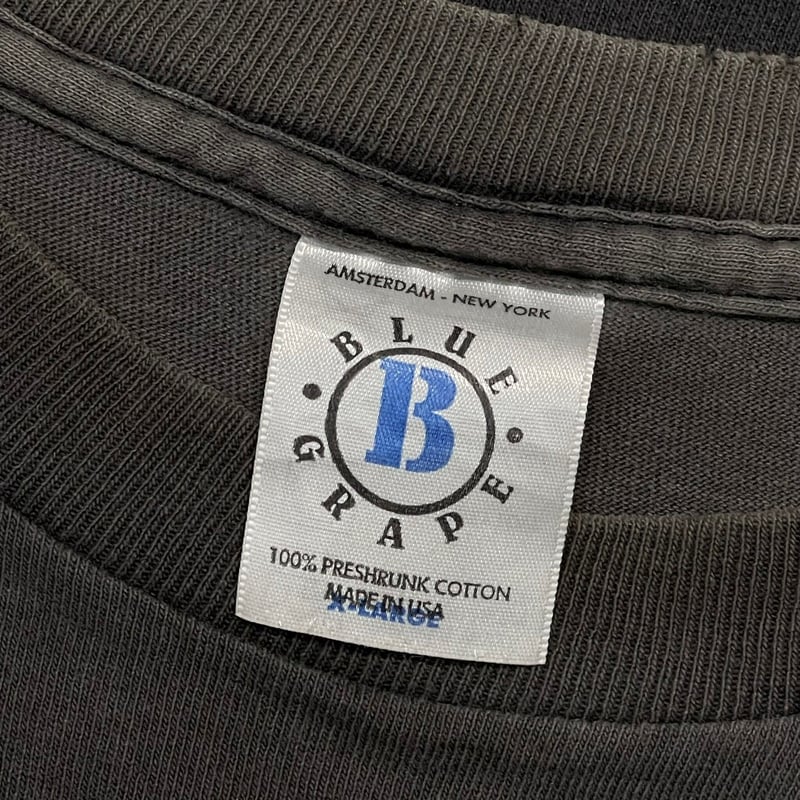 AMSTERDAM - NEW YORK
BLUE
B
GRAPE
100% PRESHRUNK COTTON
MADE IN USA
X-LARGE